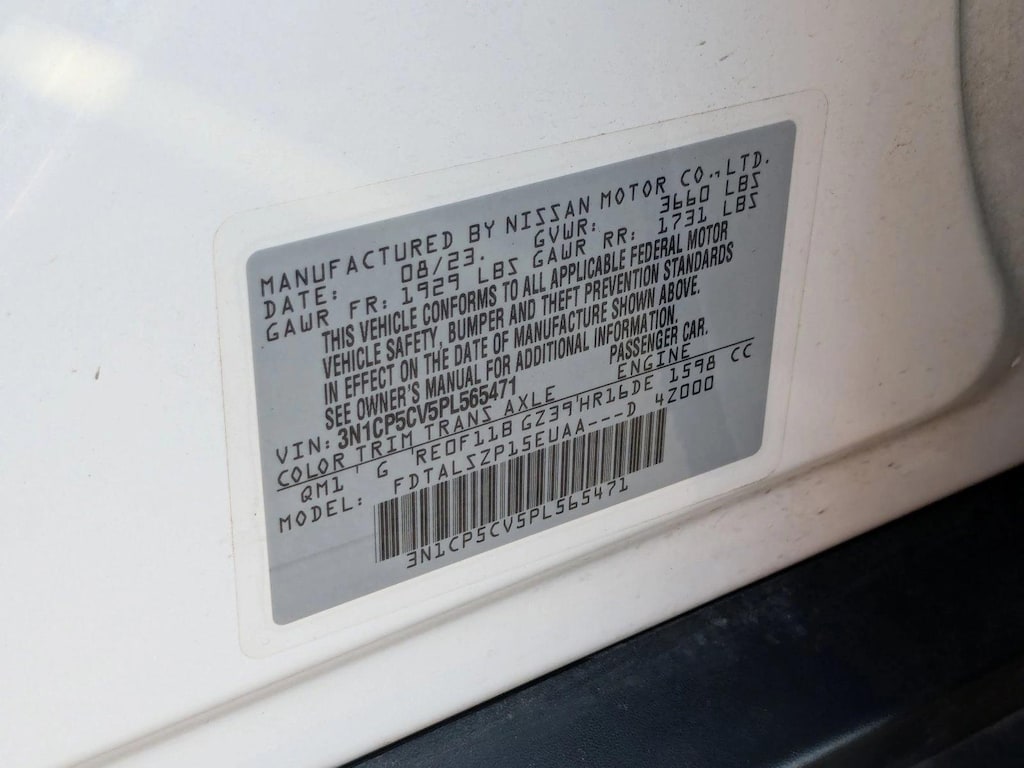 MANUFACTURED BY NISSAN MOTOR CO.,LTD.
DATE: 08/23. GVWR: 3660 LBS
GAWR FR: 1929 LBS GAWR RR: 1731 LBS
THIS VEHICLE CONFORMS TO ALL APPLICABLE FEDERAL MOTOR
VEHICLE SAFETY, BUMPER AND THEFT PREVENTION STANDARDS
IN EFFECT ON THE DATE OF MANUFACTURE SHOWN ABOVE.
SEE OWNER'S MANUAL FOR ADDITIONAL INFORMATION.
VIN: 3N1CP5CV5PL565471 PASSENGER CAR.
COLOR TRIM TRANS AXLE ENGINE
QM1 ' G 'RE0F11B GZ39'HR16DE 1598 CC
MODEL: FDTALSZP15EUAA---D 4Z000
3N1CP5CV5PL565471